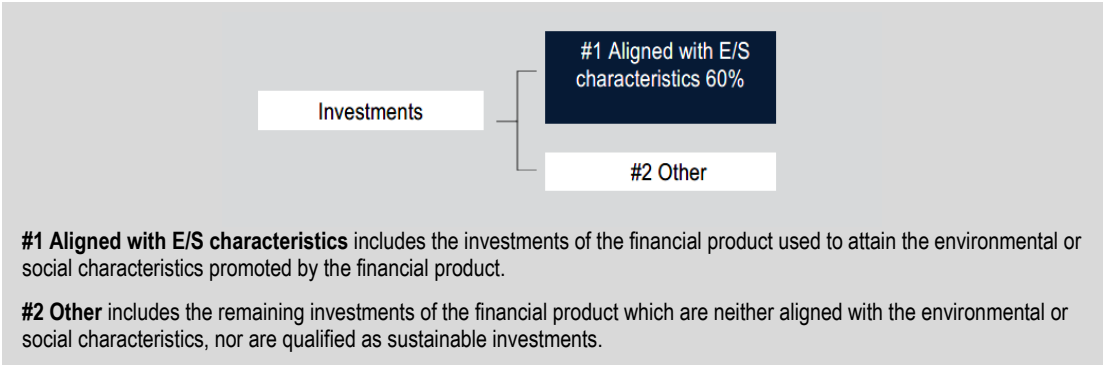 #1 Aligned with E/S
characteristics 60%
Investments
#2 Other
#1 Aligned with E/S characteristics includes the investments of the financial product used to attain the environmental or
social characteristics promoted by the financial product.
#2 Other includes the remaining investments of the financial product which are neither aligned with the environmental or
social characteristics, nor are qualified as sustainable investments.